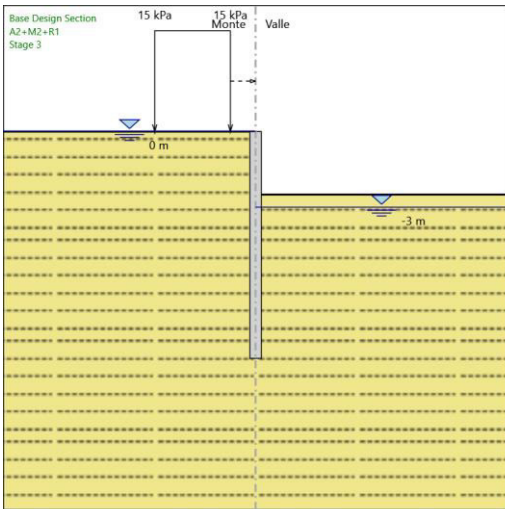 Base Design Section
A2+M2+R1
Stage 3
15 kPa
15 kPa
Monte
Valle
0 m
-3 m